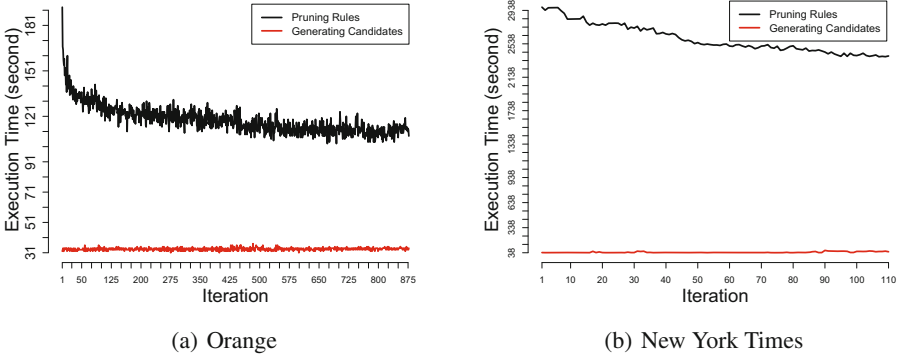 Execution Time (second)
181
151
121
91
71
51
31
Pruning Rules
Generating Candidates
1 50 125 200 275 350 425 500 575 650 725 800 875
Iteration
(a) Orange
Execution Time (second)
2938
2538
2138
1738
1338
938
638
338
38
Pruning Rules
Generating Candidates
1 10 20 30 40 50 60 70 80 90 100 110
Iteration
(b) New York Times